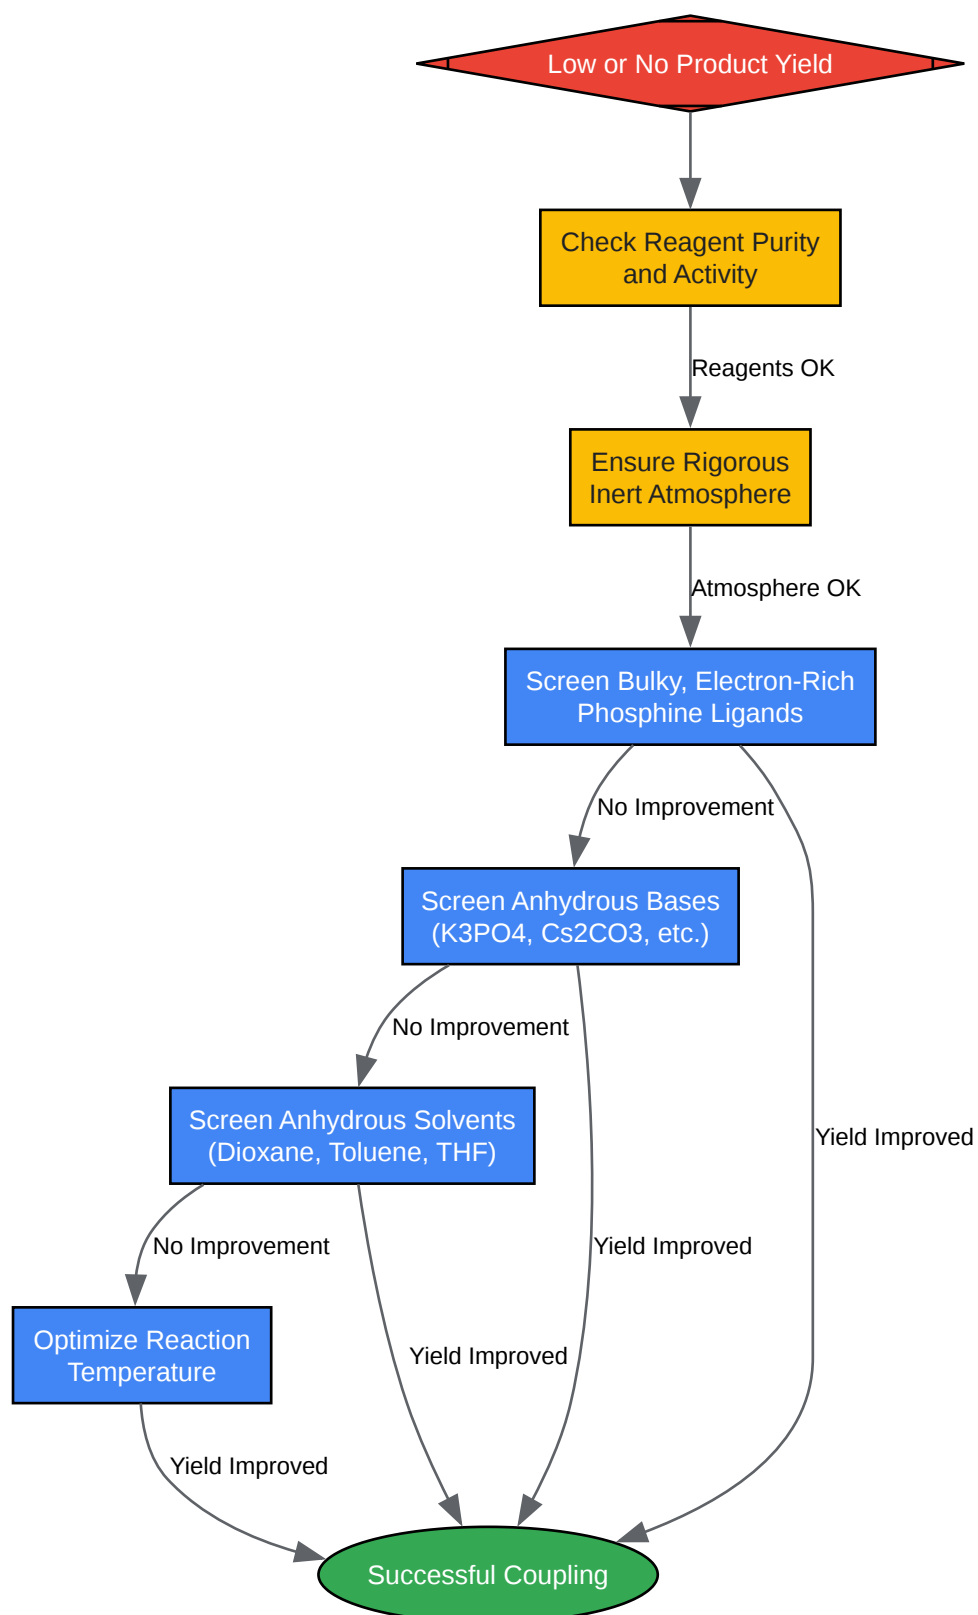 Low or No Product Yield
Check Reagent Purity
and Activity
Reagents OK
Ensure Rigorous
Inert Atmosphere
Atmosphere OK
Screen Bulky, Electron-Rich
Phosphine Ligands
No Improvement
Screen Anhydrous Bases
(K3PO4, Cs2CO3, etc.)
No Improvement
Screen Anhydrous Solvents
(Dioxane, Toluene, THF)
Yield Improved
No Improvement
Yield Improved
Optimize Reaction
Temperature
Yield Improved
Yield Improved
Successful Coupling